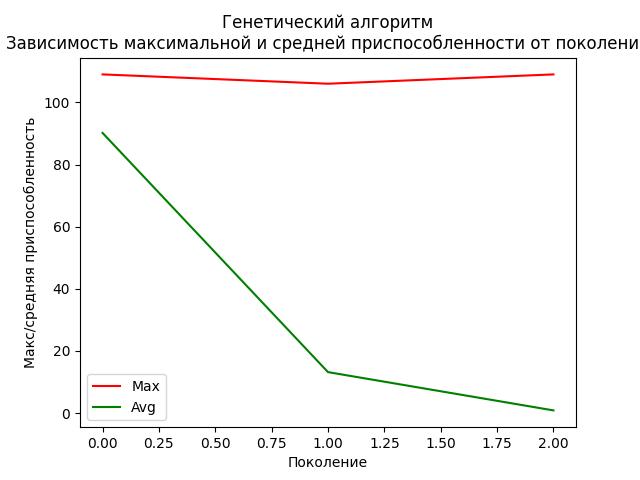 Генетический алгоритм
Зависимость максимальной и средней приспособленности от поколени
Макс/средняя приспособленность
100
80
60
40
20
0
Max
Avg
0.00 0.25 0.50 0.75 1.00 1.25 1.50 1.75 2.00
Поколение